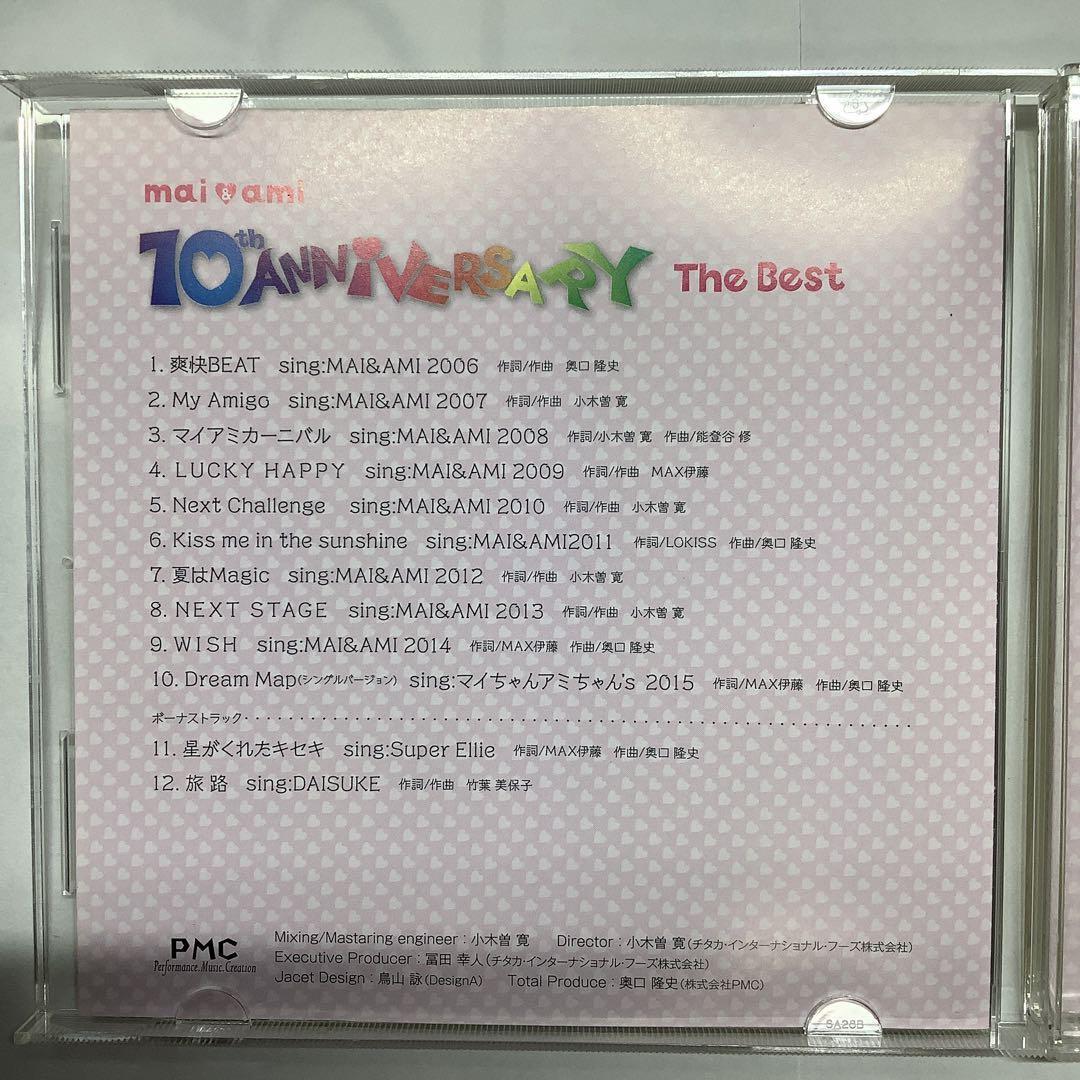 mai & ami
10th ANNIVERSARY The Best
1. 爽快BEAT sing:MAI&AMI 2006 作詞/作曲 奥口 隆史
2. My Amigo sing:MAI&AMI 2007 作詞/作曲 小木曽 寛
3. マイアミカーニバル sing:MAI&AMI 2008 作詞/小木曽 寛 作曲/能登谷 修
4. LUCKY HAPPY sing:MAI&AMI 2009 作詞/作曲 MAX伊藤
5. Next Challenge sing:MAI&AMI 2010 作詞/作曲 小木曽 寛
6. Kiss me in the sunshine sing:MAI&AMI2011 作詞/LOKISS 作曲/奥口 隆史
7. 夏はMagic sing:MAI&AMI 2012 作詞/作曲 小木曽 寛
8. NEXT STAGE sing:MAI&AMI 2013 作詞/作曲 小木曽 寛
9. WISH sing:MAI&AMI 2014 作詞/MAX伊藤 作曲/奥口 隆史
10. Dream Map(シングルバージョン) sing:マイちゃんアミちゃん's 2015 作詞/MAX伊藤 作曲/奥口 隆史
ボーナストラック
11. 星がくれたキセキ sing:Super Ellie 作詞/MAX伊藤 作曲/奥口 隆史
12. 旅 路 sing:DAISUKE 作詞/作曲 竹葉 美保子
PMC
Performance.Music.Creation
Mixing/Mastaring engineer：小木曽 寛 Director：小木曽 寛(チタカ・インターナショナル・フーズ株式会社)
Executive Producer：冨田 幸人(チタカ・インターナショナル・フーズ株式会社)
Jacet Design：鳥山 詠(DesignA) Total Produce：奥口 隆史(株式会社PMC)
SA28B